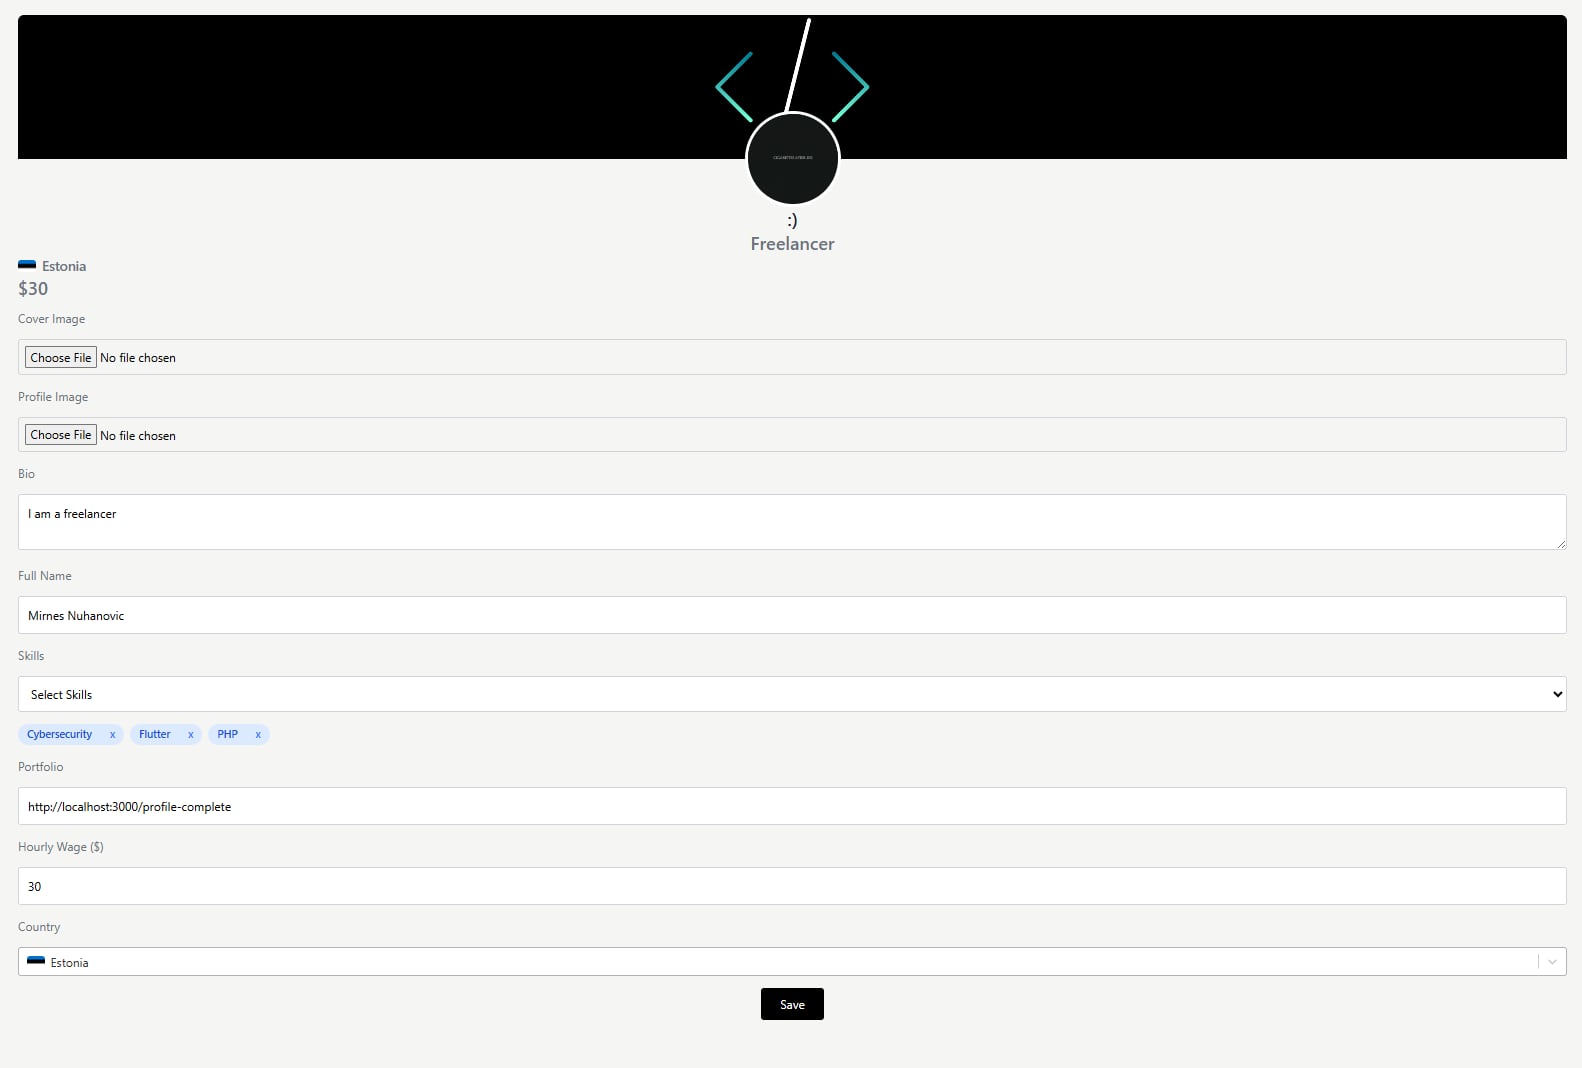 :)
Freelancer
Estonia
$30
Cover Image
Choose File No file chosen
Profile Image
Choose File No file chosen
Bio
I am a freelancer
Full Name
Mirnes Nuhanovic
Skills
Select Skills
Cybersecurity x Flutter x PHP x
Portfolio
http://localhost:3000/profile-complete
Hourly Wage ($)
30
Country
Estonia
Save